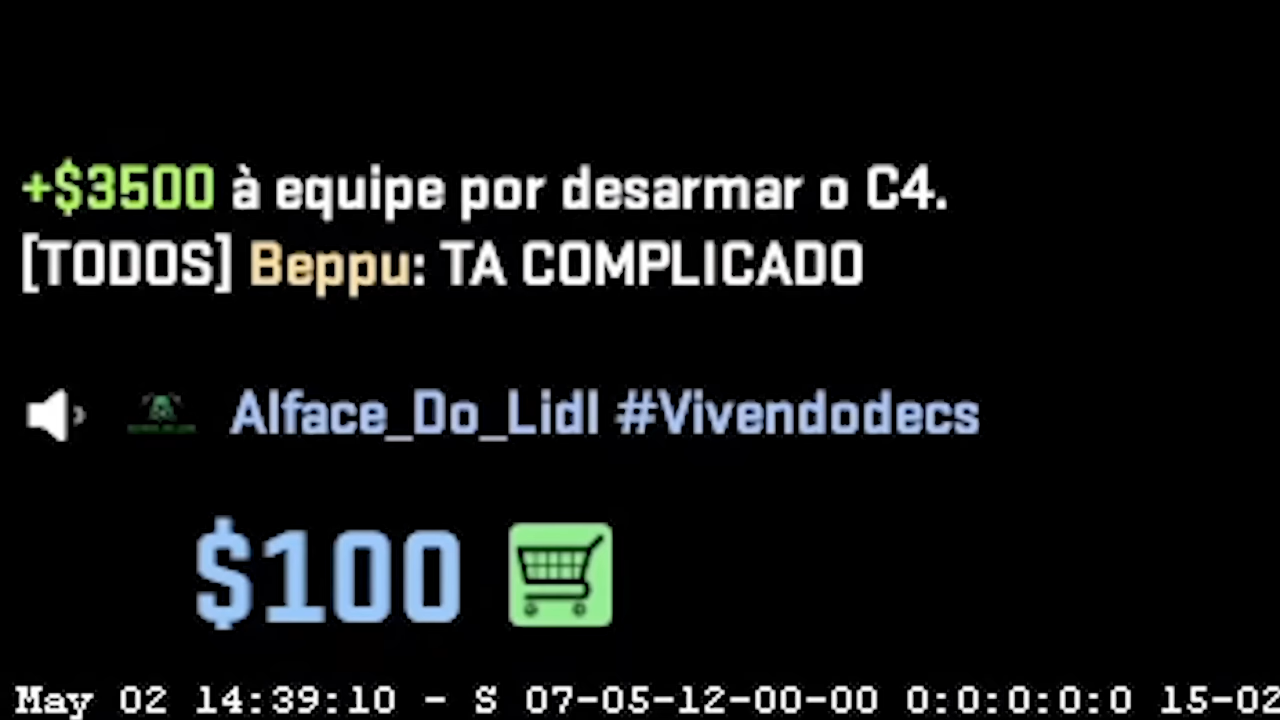 +$3500 à equipe por desarmar o C4.
[TODOS] Beppu: TA COMPLICADO
Alface_Do_Lidl #Vivendodecs
$100
May 02 14:39:10 - S 07-05-12-00-00 0:0:0:0:0 15-02